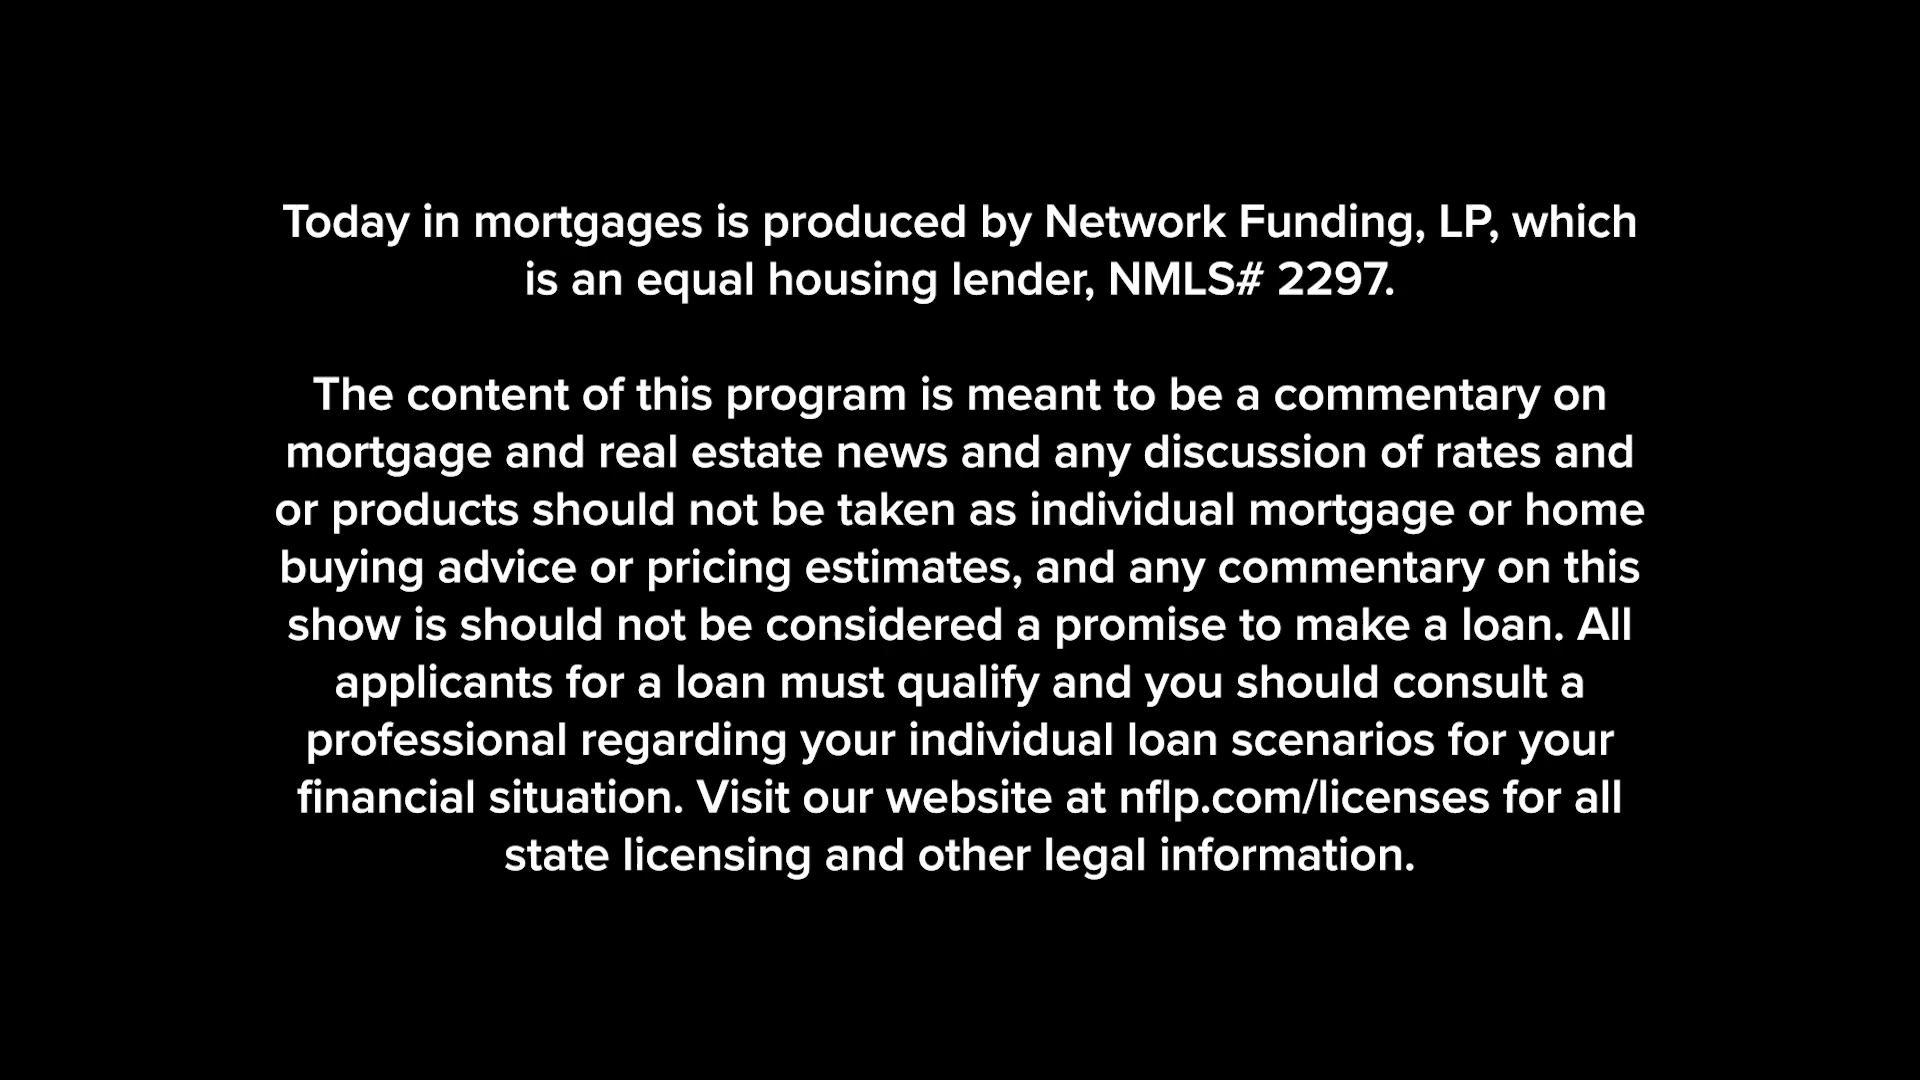 Today in mortgages is produced by Network Funding, LP, which
is an equal housing lender, NMLS# 2297.
The content of this program is meant to be a commentary on
mortgage and real estate news and any discussion of rates and
or products should not be taken as individual mortgage or home
buying advice or pricing estimates, and any commentary on this
show is should not be considered a promise to make a loan. All
applicants for a loan must qualify and you should consult a
professional regarding your individual loan scenarios for your
financial situation. Visit our website at nflp.com/licenses for all
state licensing and other legal information.